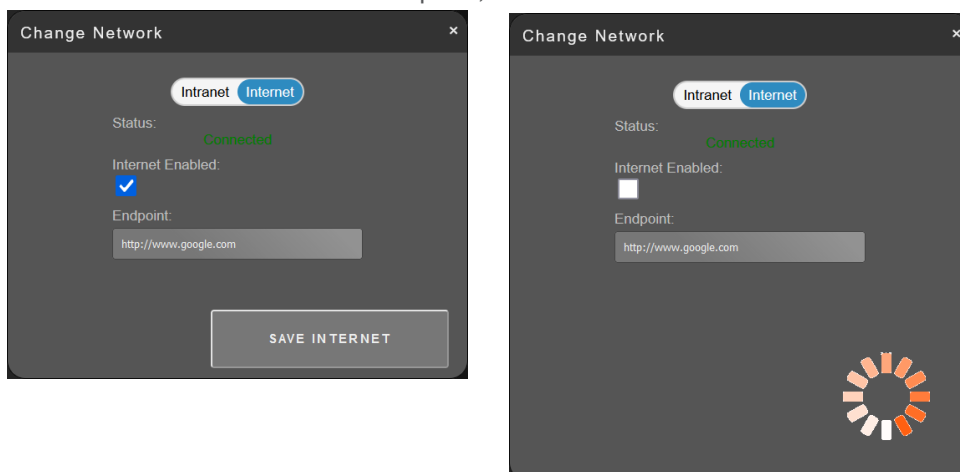 Change Network ×
Intranet Internet
Status:
Connected
Internet Enabled:
Endpoint:
http://www.google.com
SAVE INTERNET
Change Network ×
Intranet Internet
Status:
Connected
Internet Enabled:
Endpoint:
http://www.google.com